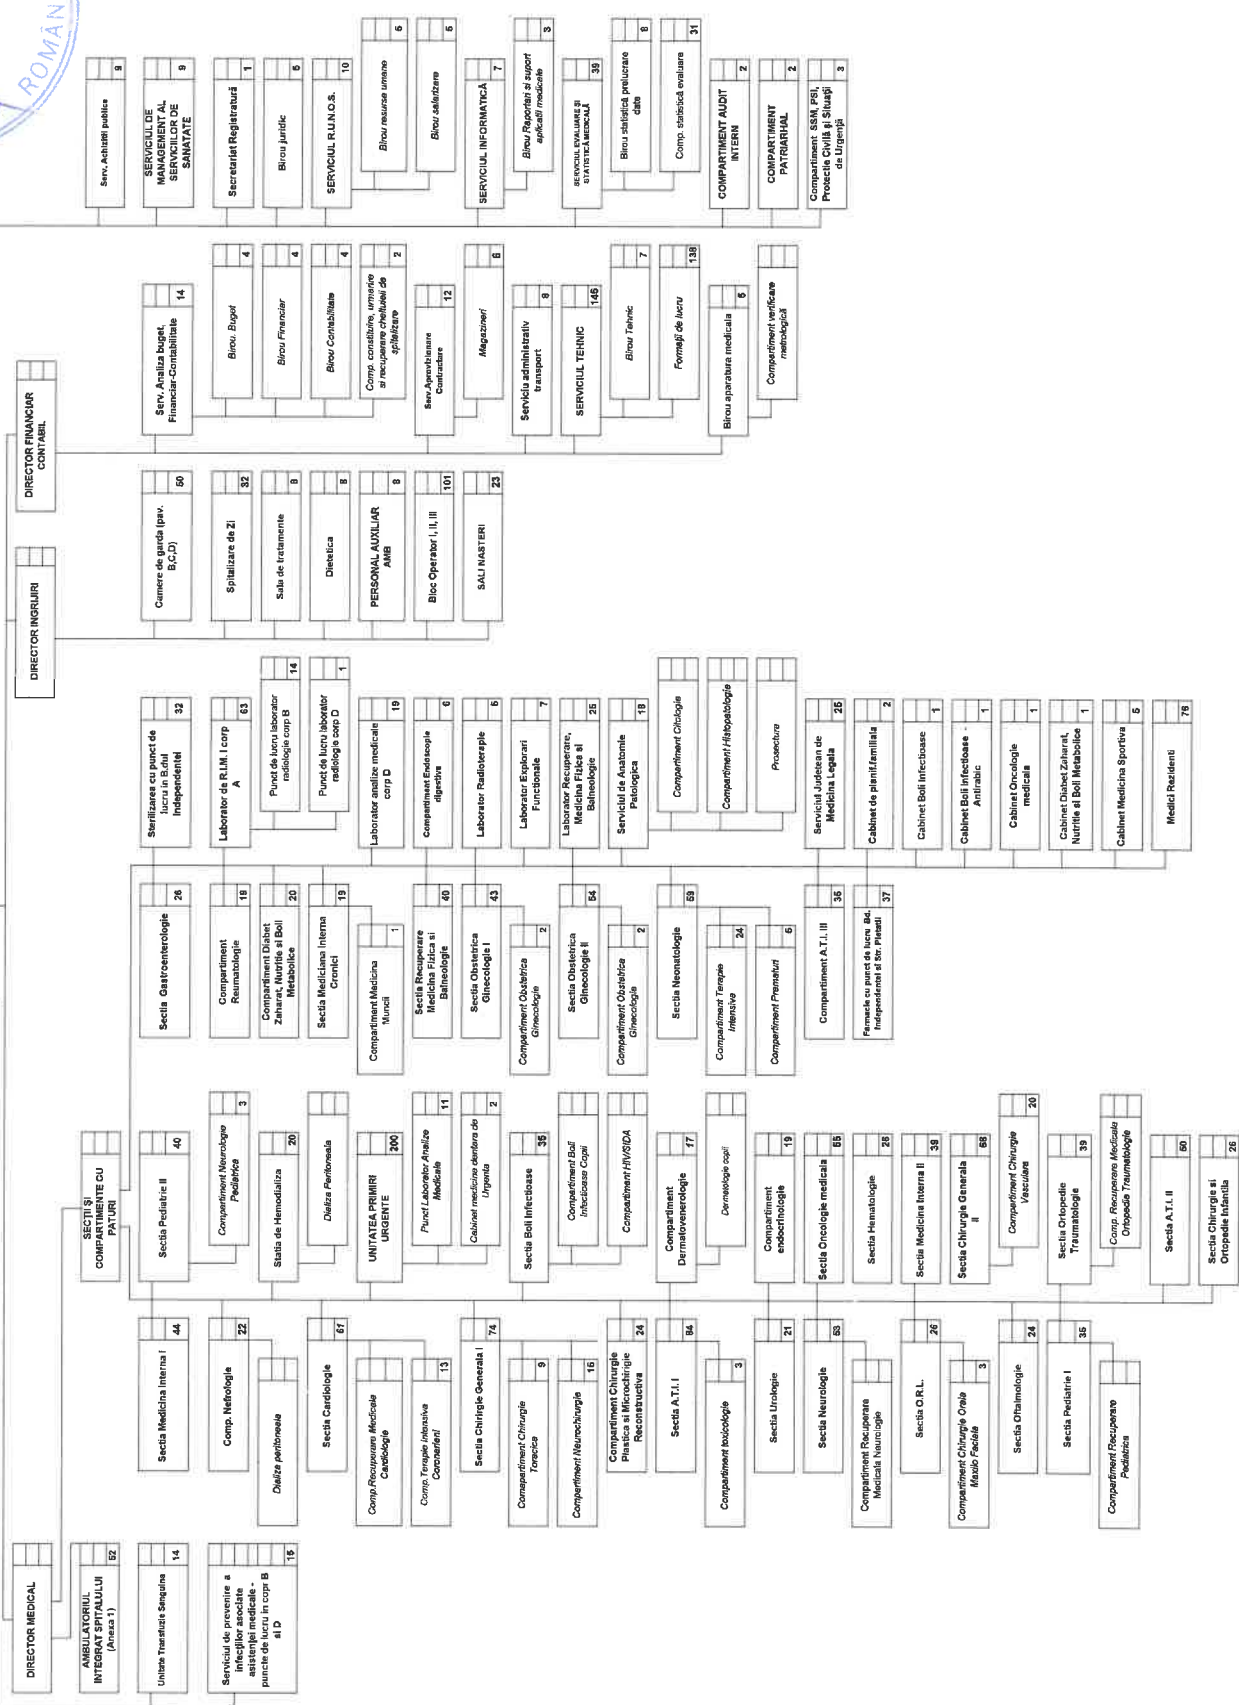 ROMÂN
DIRECTOR MEDICAL
AMBULATORIUL
INTEGRAT SPITALULUI
(Anexa 1)
52
Unitate Transfuzie Sanguina
14
Serviciul de prevenire a
infecțiilor asociate
asistenței medicale -
puncte de lucru in copr B
si D
15
SECȚII SI
COMPARTIMENTE CU
PATURI
Sectia Medicina Interna I
44
Comp. Nefrologie
22
Dializa peritoneala
Sectia Cardiologie
61
Comp.Recuperare Medicala
Cardiologie
Comp.Terapie Intensiva
Coronarieni
13
Sectia Chirirgie Generala I
74
Comapartiment Chirurgie
Toracica
9
Compartiment Neurochirurgie
15
Compartiment Chirurgie
Plastica si Microchirigie
Reconstructiva
24
Sectia A.T.I. I
84
Compartiment toxicologie
3
Sectia Urologie
21
Sectia Neurologie
53
Compartiment Recuperare
Medicala Neurologie
Sectia O.R.L.
26
Compartiment Chirurgie Orala
Maxilo Faciala
3
Sectia Oftalmologie
24
Sectia Pediatrie I
35
Compartiment Recuperare
Pediatrica
Sectia Pediatrie II
40
Compartiment Neurologie
Pediatrica
3
Statia de Hemodializa
20
Dializa Peritoneala
UNITATEA PRIMIRI
URGENTE
200
Punct Laborator Analize
Medicale
11
Cabinet medicina dentara de
Urgenta
2
Sectia Boli Infectioase
35
Compartiment Boli
Infectioase Copii
Compartiment HIV/SIDA
Compartiment
Dermatovenerologie
17
Dermatologie copii
Compartiment
endocrinologie
19
Sectia Oncologie medicala
55
Sectia Hematologie
26
Sectia Medicina Interna II
39
Sectia Chirurgie Generala
II
68
Compartiment Chirurgie
Vasculara
20
Sectia Ortopedie
Traumatologie
39
Comp. Recuperare Medicala
Ortopedie Traumatologie
Sectia A.T.I. II
50
Sectia Chirurgie si
Ortopedie Infantila
26
Sectia Gastroenterologie
26
Compartiment
Reumatologie
19
Compartiment Diabet
Zaharat, Nutritie si Boli
Metabolice
20
Sectia Mediciana Interna
Cronici
19
Compartiment Medicina
Muncii
1
Sectia Recuperare
Medicina Fizica si
Balneologie
40
Sectia Obstetrica
Ginecologie I
43
Compartiment Obstetrica
Ginecologie
2
Sectia Obstetrica
Ginecologie II
54
Compartiment Obstetrica
Ginecologie
2
Sectia Neonatologie
59
Compartiment Terapie
Intensiva
24
Compartiment Prematuri
5
Compartiment A.T.I. III
35
Farmacie cu punct de lucru Bd.
Independentei si Str. Pietatii
37
Sterilizarea cu punct de
lucru in B.dul
Independentei
32
Laborator de R.I.M. I corp
A
63
Punct de lucru laborator
radiologie corp B
14
Punct de lucru laborator
radiologie corp D
1
Laborator analize medicale
corp D
19
Compartiment Endoscopie
digestiva
6
Laborator Radioterapie
5
Laborator Explorari
Functionale
7
Laborator Recuperare,
Medicina Fizica si
Balneologie
25
Serviciul de Anatomie
Patologica
18
Compartiment Citologie
Compartiment Histopatologie
Prosectura
Serviciul Judetean de
Medicina Legala
25
Cabinet de planif.familiala
2
Cabinet Boli Infectioase
1
Cabinet Boli Infectioase -
Antirabic
1
Cabinet Oncologie
medicala
1
Cabinet Diabet Zaharat,
Nutritie si Boli Metabolice
1
Cabinet Medicina Sportiva
5
Medici Rezidenti
76
DIRECTOR INGRIJIRI
Camere de garda (pav.
B,C,D)
50
Spitalizare de Zi
32
Sala de tratamente
8
Dietetica
8
PERSONAL AUXILIAR
AMB
8
Bloc Operator I, II, III
101
SALI NASTERI
23
DIRECTOR FINANCIAR
CONTABIL
Serv. Analiza buget,
Financiar-Contabilitate
14
Birou. Buget
4
Birou Financiar
4
Birou Contabilitate
4
Comp. constituire, urmarire
si recuperare cheltuieli de
spitalizare
2
Serv.Aprovizionare
Contractare
12
Magazineri
6
Serviciu administrativ
transport
8
SERVICIUL TEHNIC
145
Birou Tehnic
7
Formații de lucru
138
Birou aparatura medicala
5
Compartiment verificare
metrologică
Serv. Achizitii publice
9
SERVICIUL DE
MANAGEMENT AL
SERVICIILOR DE
SANATATE
9
Secretariat Registratură
1
Birou juridic
5
SERVICIUL R.U.N.O.S.
10
Birou resurse umane
5
Birou salarizare
5
SERVICIUL INFORMATICĂ
7
Birou Raportari si suport
aplicatii medicale
3
SERVICIUL EVALUARE ȘI
STATISTICĂ MEDICALĂ
39
Birou statistică prelucrare
date
8
Comp. statistică evaluare
31
COMPARTIMENT AUDIT
INTERN
2
COMPARTIMENT
PATRIARHAL
2
Compartiment SSM, PSI,
Protectie Civilă și Situații
de Urgență
3